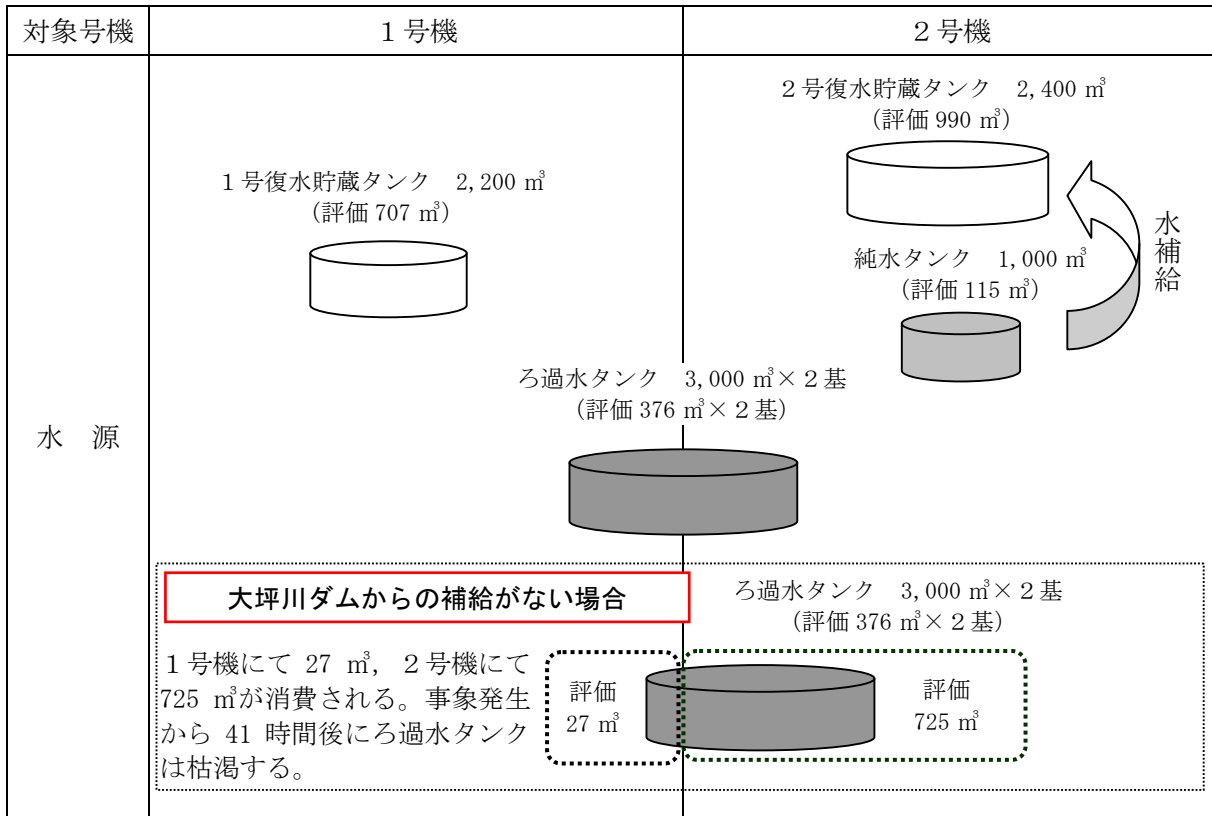 対象号機
１号機
２号機
水　源
２号復水貯蔵タンク　2,400 ㎥
（評価 990 ㎥）
１号復水貯蔵タンク　2,200 ㎥
（評価 707 ㎥）
水補給
純水タンク　1,000 ㎥
（評価 115 ㎥）
ろ過水タンク　3,000 ㎥×２基
（評価 376 ㎥×２基）
大坪川ダムからの補給がない場合
ろ過水タンク　3,000 ㎥×２基
（評価 376 ㎥×２基）
１号機にて 27 ㎥，２号機にて
725 ㎥が消費される。事象発生
から 41 時間後にろ過水タンク
は枯渇する。
評価
27 ㎥
評価
725 ㎥